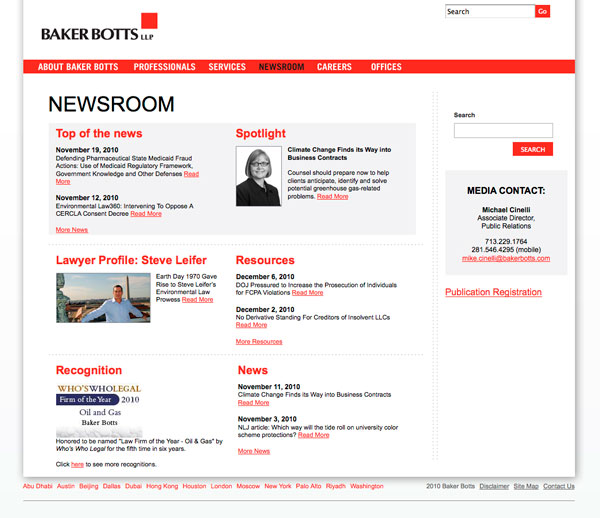 Search
Go
BAKER BOTTS LLP
ABOUT BAKER BOTTS PROFESSIONALS SERVICES NEWSROOM CAREERS OFFICES
NEWSROOM
Top of the news
November 19, 2010
Defending Pharmaceutical State Medicaid Fraud
Actions: Use of Medicaid Regulatory Framework,
Government Knowledge and Other Defenses Read
More
November 12, 2010
Environmental Law360: Intervening To Oppose A
CERCLA Consent Decree Read More
More News
Spotlight
Climate Change Finds its Way into
Business Contracts
Counsel should prepare now to help
clients anticipate, identify and solve
potential greenhouse gas-related
problems. Read More
Lawyer Profile: Steve Leifer
Earth Day 1970 Gave
Rise to Steve Leifer's
Environmental Law
Prowess Read More
Resources
December 6, 2010
DOJ Pressured to Increase the Prosecution of Individuals
for FCPA Violations Read More
December 2, 2010
No Derivative Standing For Creditors of Insolvent LLCs
Read More
More Resources
Recognition
WHO'SWHOLEGAL
Firm of the Year 2010
Oil and Gas
Baker Botts
Honored to be named "Law Firm of the Year - Oil & Gas" by
Who's Who Legal for the fifth time in six years.
Click here to see more recognitions.
News
November 11, 2010
Climate Change Finds its Way into Business Contracts
Read More
November 3, 2010
NLJ article: Which way will the tide roll on university color
scheme protections? Read More
More News
Search
SEARCH
MEDIA CONTACT:
Michael Cinelli
Associate Director,
Public Relations
713.229.1764
281.546.4295 (mobile)
mike.cinelli@bakerbotts.com
Publication Registration
Abu Dhabi Austin Beijing Dallas Dubai Hong Kong Houston London Moscow New York Palo Alto Riyadh Washington
2010 Baker Botts Disclaimer Site Map Contact Us